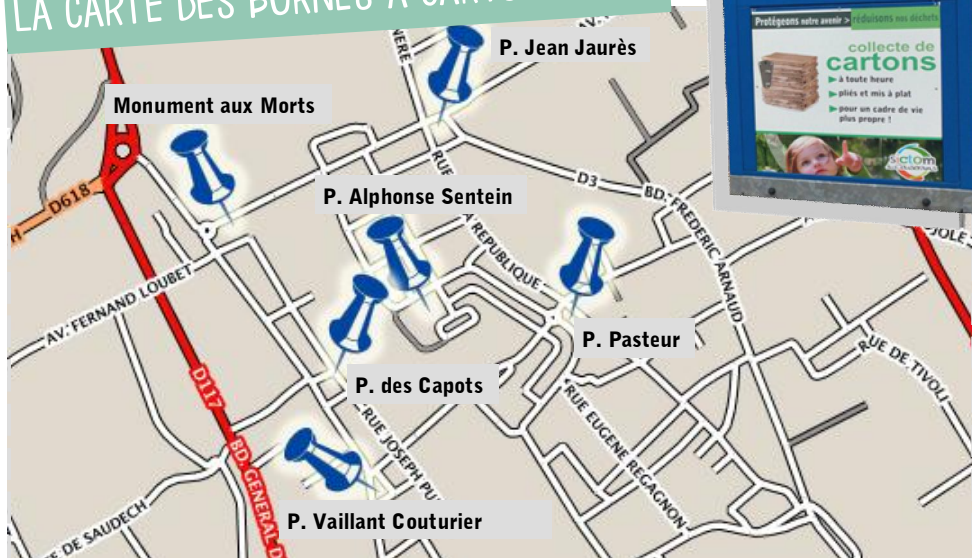 LA CARTE DES BORNES À
Protégeons notre avenir > réduisons nos déchets
collecte de
cartons
à toute heure
pliés et mis à plat
pour un cadre de vie
plus propre !
sictom
P. Jean Jaurès
Monument aux Morts
P. Alphonse Sentein
P. Pasteur
P. des Capots
P. Vaillant Couturier
D618
D3
BD. FREDERIC ARNAUD
RUE
REPUBLIQUE
AV. FERNAND LOUBET
D117
BD. GENERAL D
RUE JOSEPH PU
RUE EUGENE REGAGNON
RUE DE TIVOLI
DE SAUDECH